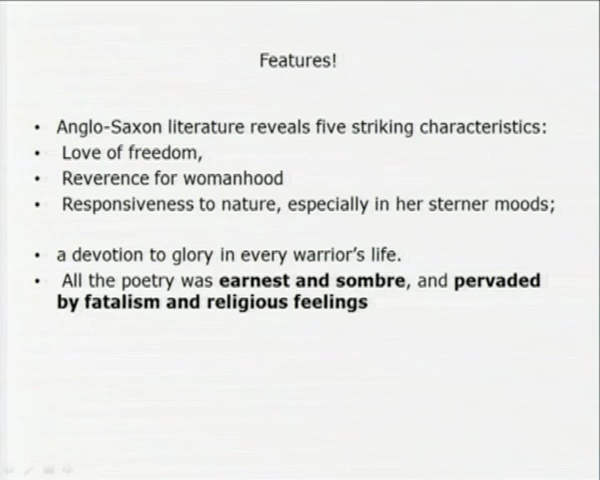 Features!
• Anglo-Saxon literature reveals five striking characteristics:
• Love of freedom,
• Reverence for womanhood
• Responsiveness to nature, especially in her sterner moods;
• a devotion to glory in every warrior's life.
• All the poetry was earnest and sombre, and pervaded
by fatalism and religious feelings